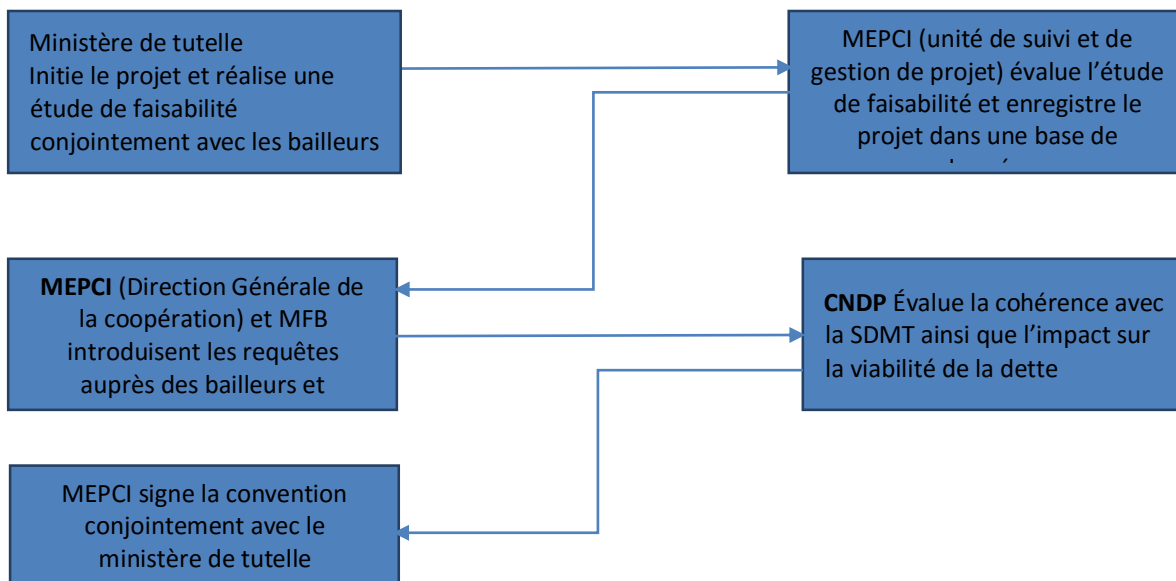 Ministère de tutelle
Initie le projet et réalise une
étude de faisabilité
conjointement avec les bailleurs
MEPCI (unité de suivi et de
gestion de projet) évalue l’étude
de faisabilité et enregistre le
projet dans une base de
MEPCI (Direction Générale de
la coopération) et MFB
introduisent les requêtes
auprès des bailleurs et
CNDP Évalue la cohérence avec
la SDMT ainsi que l’impact sur
la viabilité de la dette
MEPCI signe la convention
conjointement avec le
ministère de tutelle